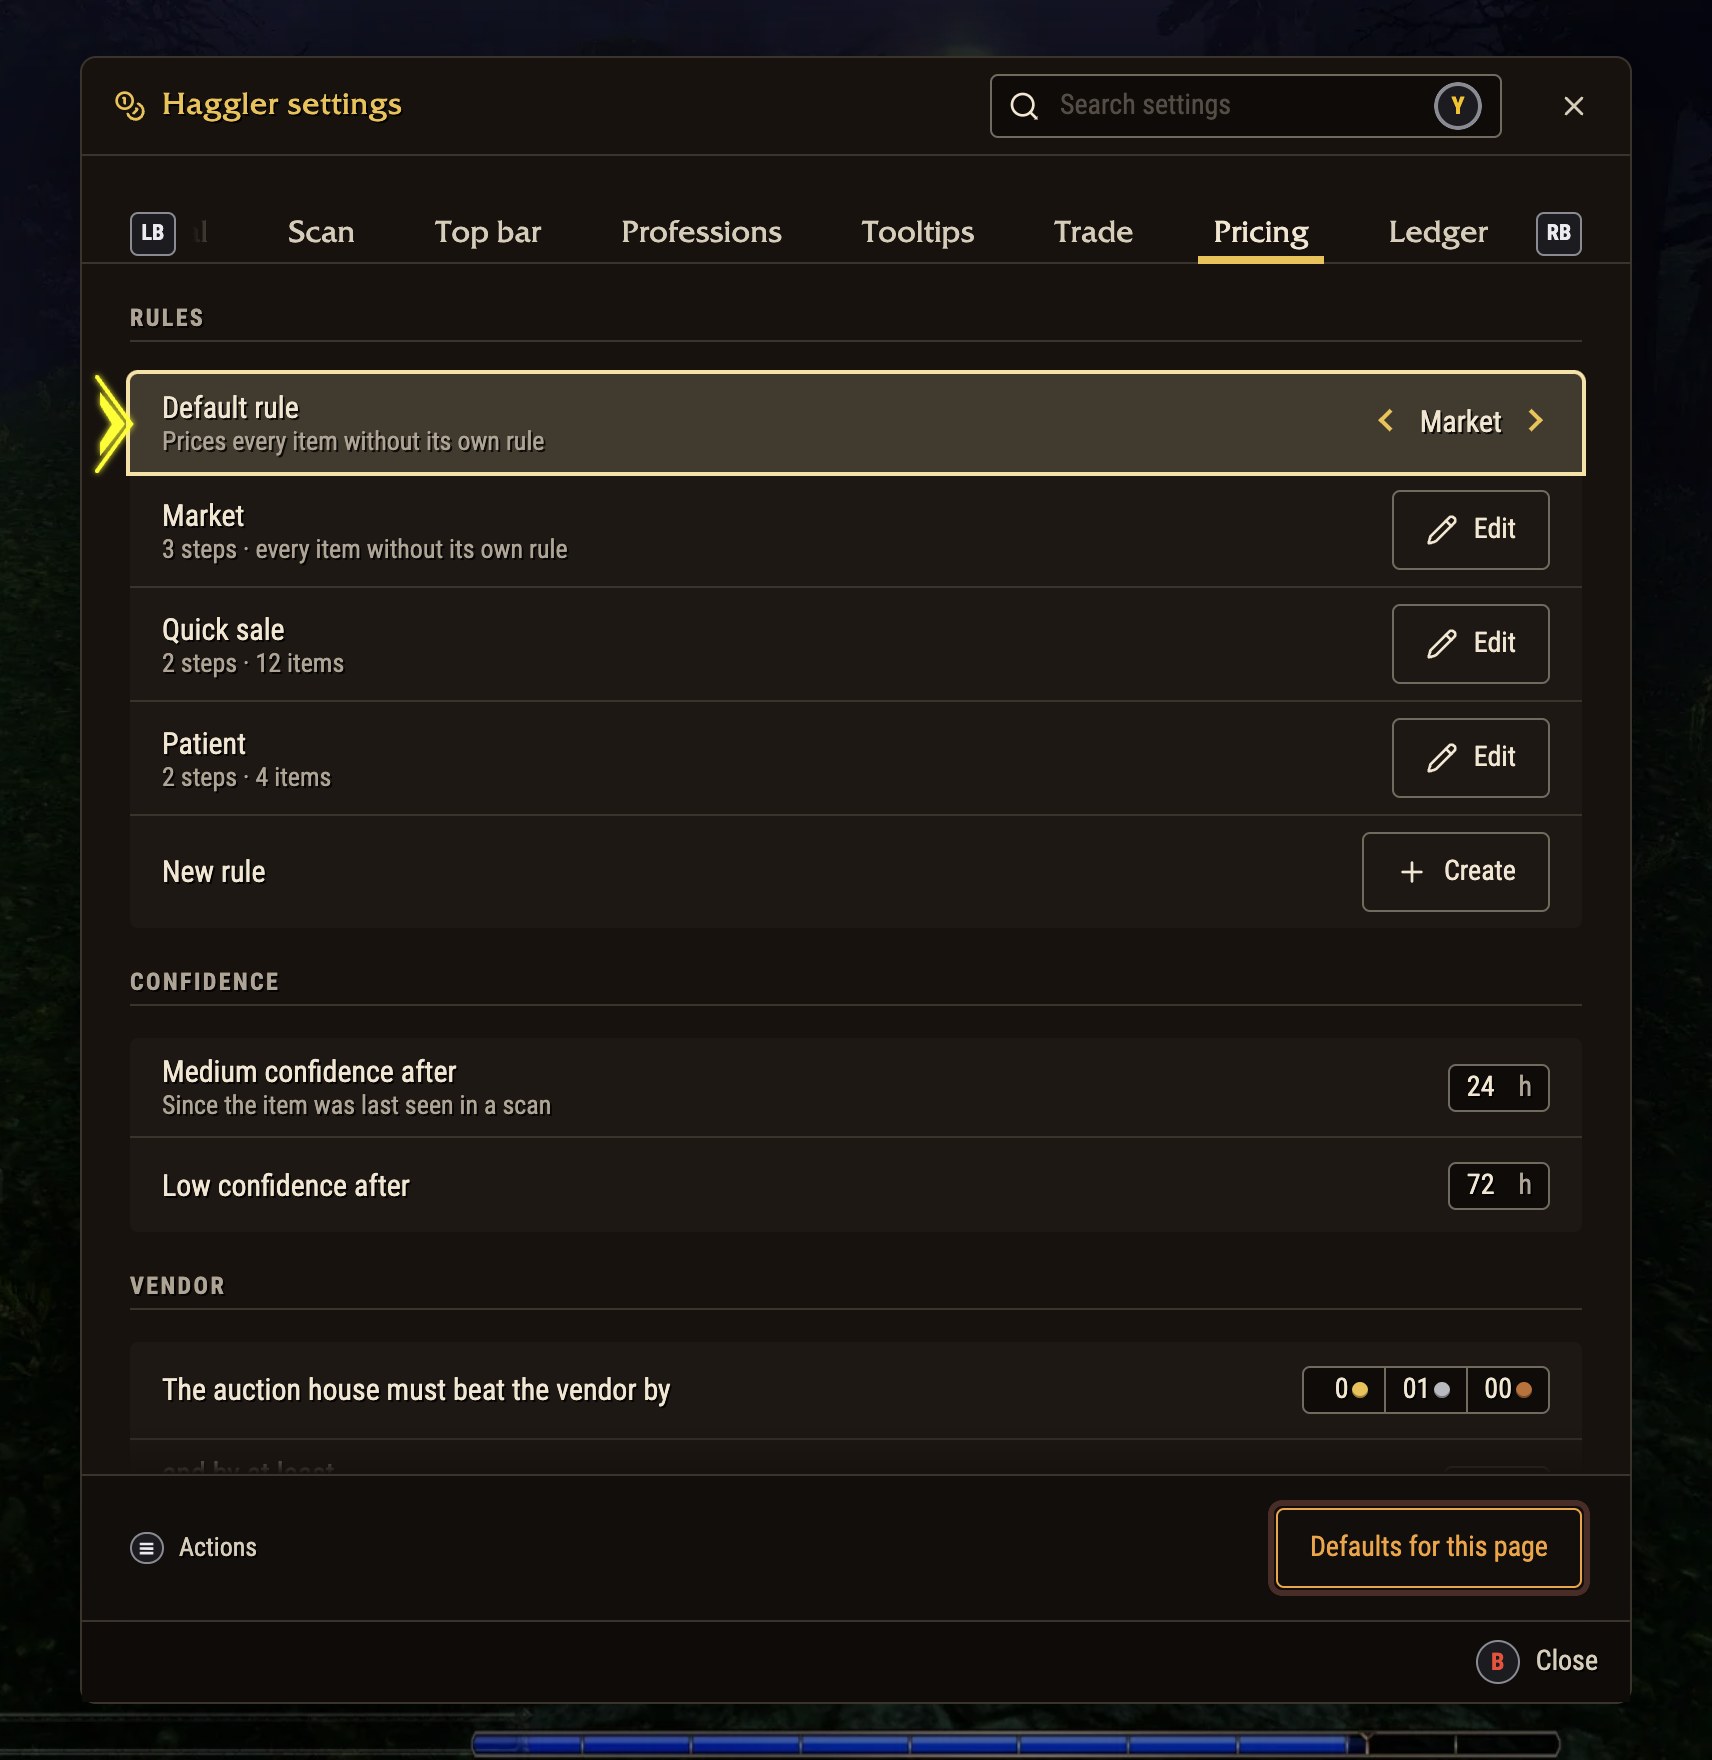 Haggler settings
Search settings
Y
LB
Scan
Top bar
Professions
Tooltips
Trade
Pricing
Ledger
RB
RULES
Default rule
Prices every item without its own rule
Market
Market
3 steps · every item without its own rule
Edit
Quick sale
2 steps · 12 items
Edit
Patient
2 steps · 4 items
Edit
New rule
Create
CONFIDENCE
Medium confidence after
Since the item was last seen in a scan
24 h
Low confidence after
72 h
VENDOR
The auction house must beat the vendor by
0 01 00
Actions
Defaults for this page
B Close